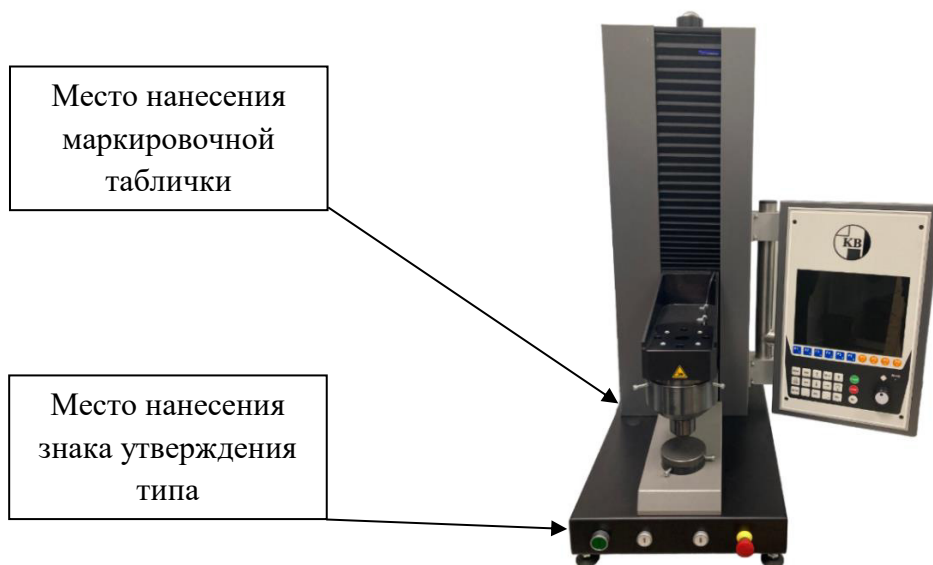 Место нанесения
маркировочной
таблички
KB
Место нанесения
знака утверждения
типа